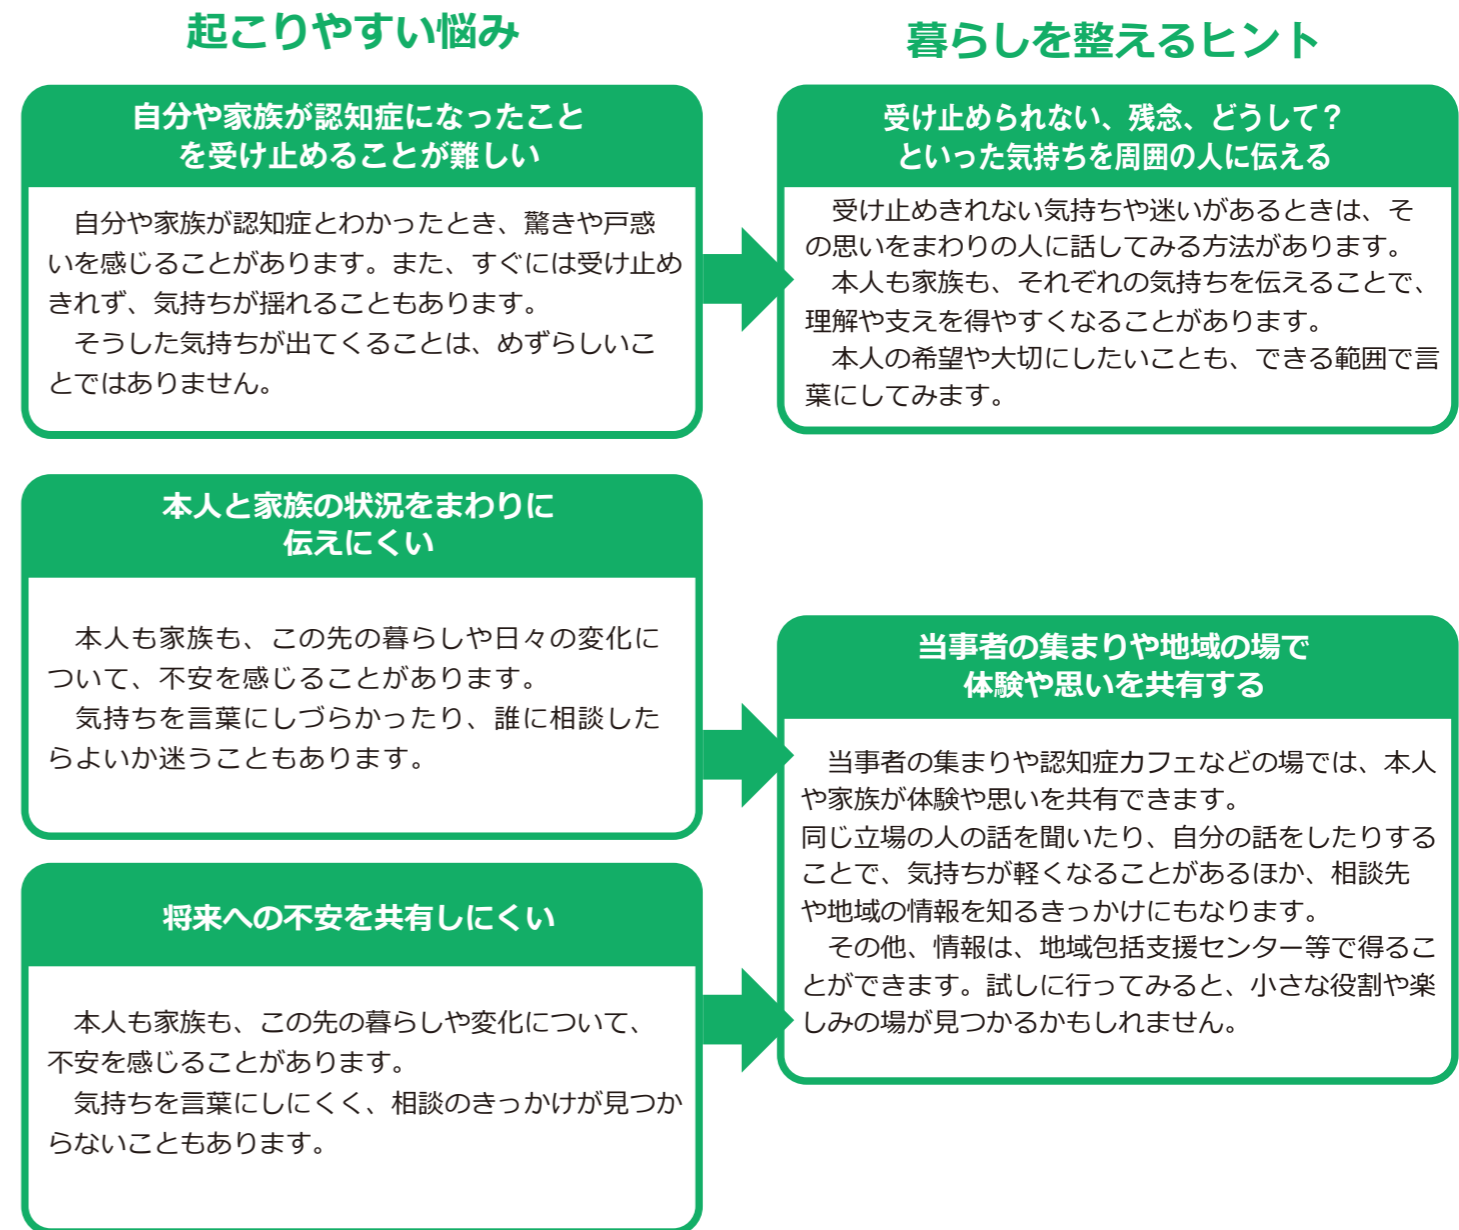 起こりやすい悩み
暮らしを整えるヒント
自分や家族が認知症になったこと
を受け止めることが難しい
自分や家族が認知症とわかったとき、驚きや戸惑
いを感じることがあります。また、すぐには受け止め
きれず、気持ちが揺れることもあります。
そうした気持ちが出てくることは、めずらしいこ
とではありません。
受け止められない、残念、どうして？
といった気持ちを周囲の人に伝える
受け止めきれない気持ちや迷いがあるときは、そ
の思いをまわりの人に話してみる方法があります。
本人も家族も、それぞれの気持ちを伝えることで、
理解や支えを得やすくなることがあります。
本人の希望や大切にしたいことも、できる範囲で言
葉にしてみます。
本人と家族の状況をまわりに
伝えにくい
本人も家族も、この先の暮らしや日々の変化に
ついて、不安を感じることがあります。
気持ちを言葉にしづらかったり、誰に相談した
らよいか迷うこともあります。
将来への不安を共有しにくい
本人も家族も、この先の暮らしや変化について、
不安を感じることがあります。
気持ちを言葉にしにくく、相談のきっかけが見つか
らないこともあります。
当事者の集まりや地域の場で
体験や思いを共有する
当事者の集まりや認知症カフェなどの場では、本人
や家族が体験や思いを共有できます。
同じ立場の人の話を聞いたり、自分の話をしたりする
ことで、気持ちが軽くなることがあるほか、相談先
や地域の情報を知るきっかけにもなります。
その他、情報は、地域包括支援センター等で得るこ
とができます。試しに行ってみると、小さな役割や楽
しみの場が見つかるかもしれません。